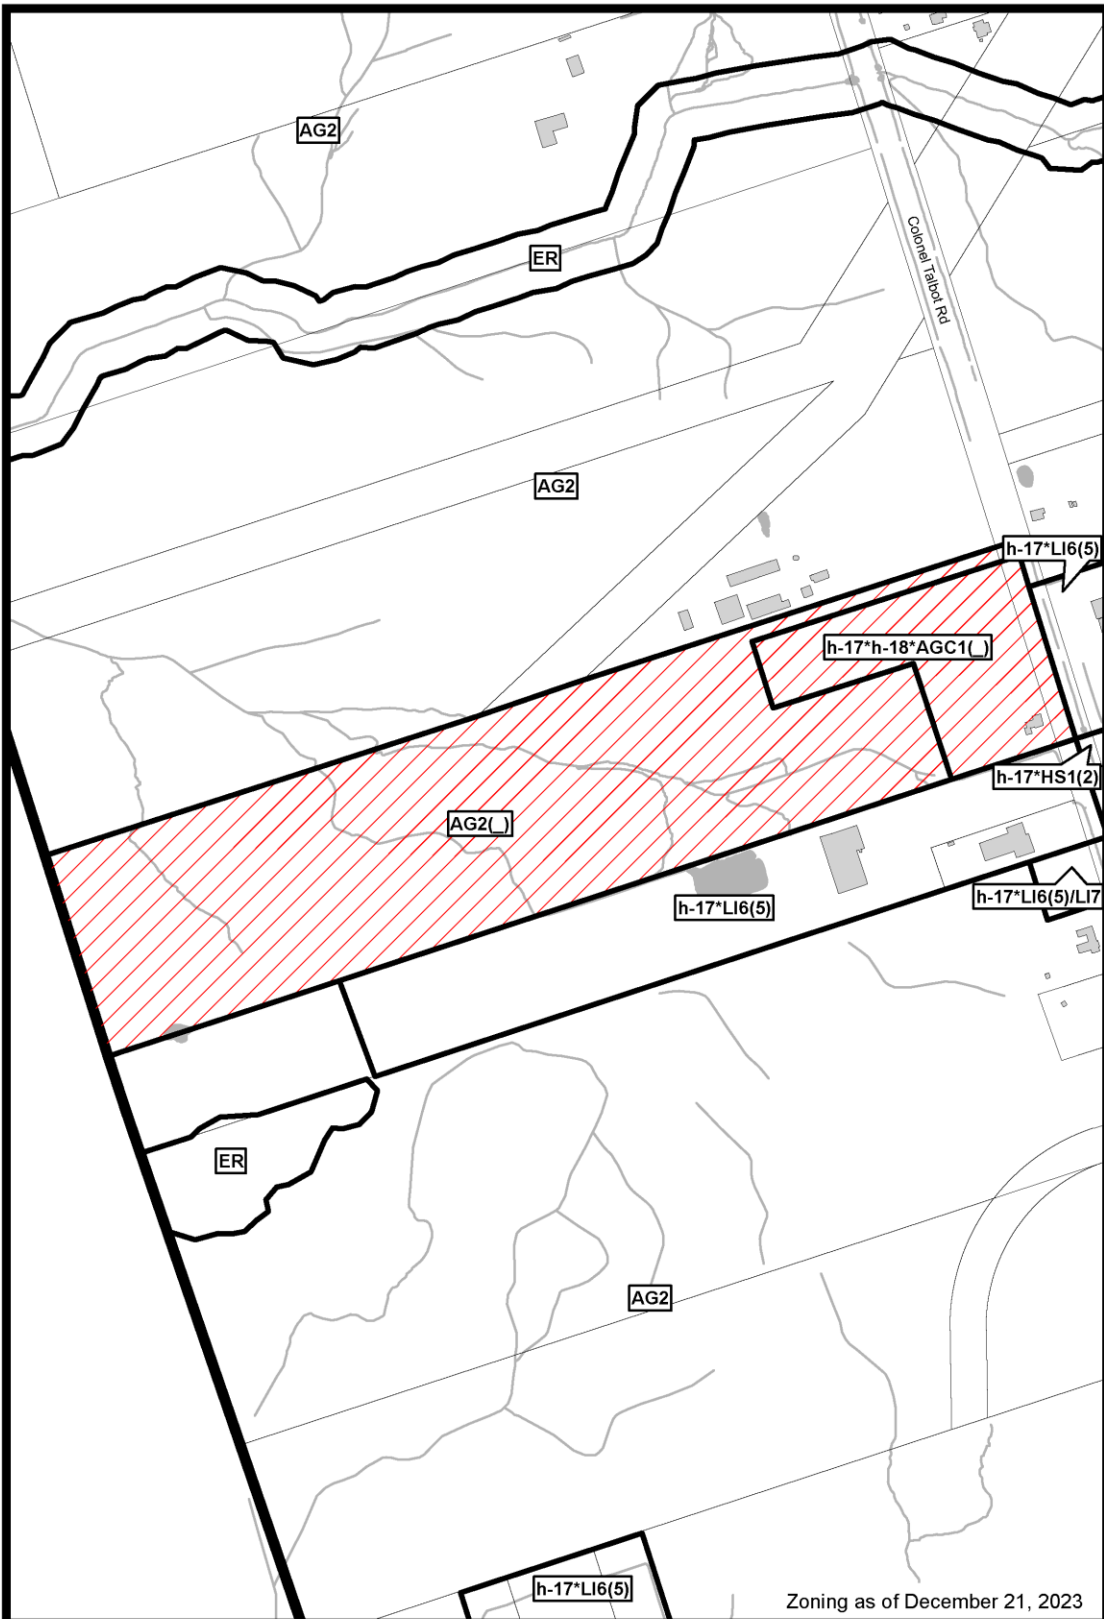 AG2
ER
Colonel Talbot Rd
AG2
h-17*LI6(5)
h-17*h-18*AGC1(_)
h-17*HS1(2)
AG2(_)
h-17*LI6(5)
h-17*LI6(5)/LI7
ER
AG2
h-17*LI6(5)
Zoning as of December 21, 2023